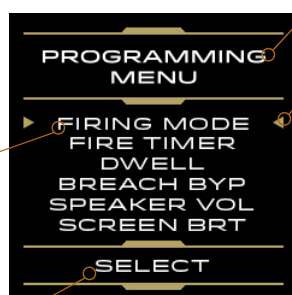 PROGRAMMING
MENU
FIRING MODE
FIRE TIMER
DWELL
BREACH BYP
SPEAKER VOL
SCREEN BRT
SELECT